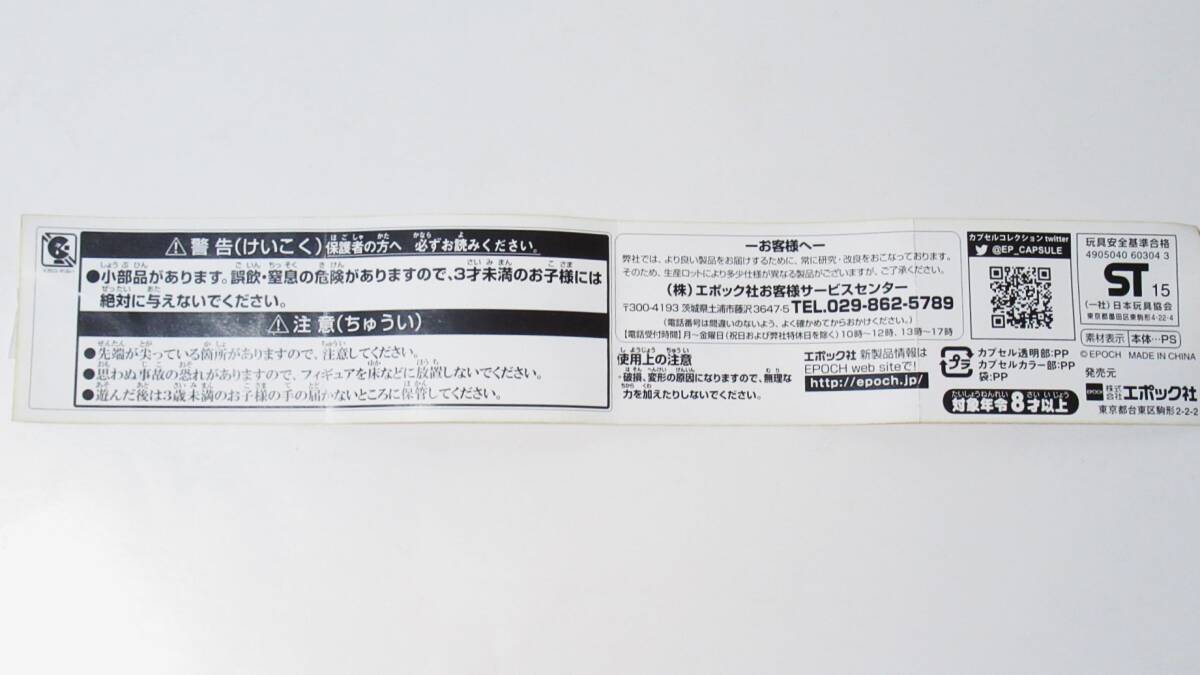 ⚠警告(けいこく) 保護者の方へ 必ずお読みください。
●小部品があります。誤飲・窒息の危険がありますので、3才未満のお子様には
絶対に与えないでください。
⚠注意(ちゅうい)
●先端が尖っている箇所がありますので、注意してください。
●思わぬ事故の恐れがありますので、フィギュアを床などに放置しないでください。
●遊んだ後は3歳未満のお子様の手の届かないところに保管してください。
ーお客様へー
弊社では、より良い製品をお届けするために、常に研究・改良をおこなっております。
そのため、生産ロットにより多少仕様が異なる製品がございますが、ご了承ください。
(株)エポック社お客様サービスセンター
〒300-4193 茨城県土浦市藤沢3647-5 TEL.029-862-5789
(電話番号は間違いのないよう、よく確かめてからおかけください。)
【電話受付時間】月~金曜日(祝日および弊社特休日を除く)10時~12時、13時~17時
使用上の注意
・破損、変形の原因になりますので、無理な
力を加えたりしないでください。
エポック社 新製品情報は
EPOCH web siteで!
http://epoch.jp/
カプセルコレクションtwitter
@EP_CAPSULE
プラ
カプセル透明部:PP
カプセルカラー部:PP
袋:PP
対象年令8才以上
玩具安全基準合格
4905040 60304 3
ST 15
(一社)日本玩具協会
東京都墨田区東駒形4-22-4
素材表示 本体…PS
© EPOCH MADE IN CHINA
発売元
EPOCH 株式会社エポック社
東京都台東区駒形2-2-2